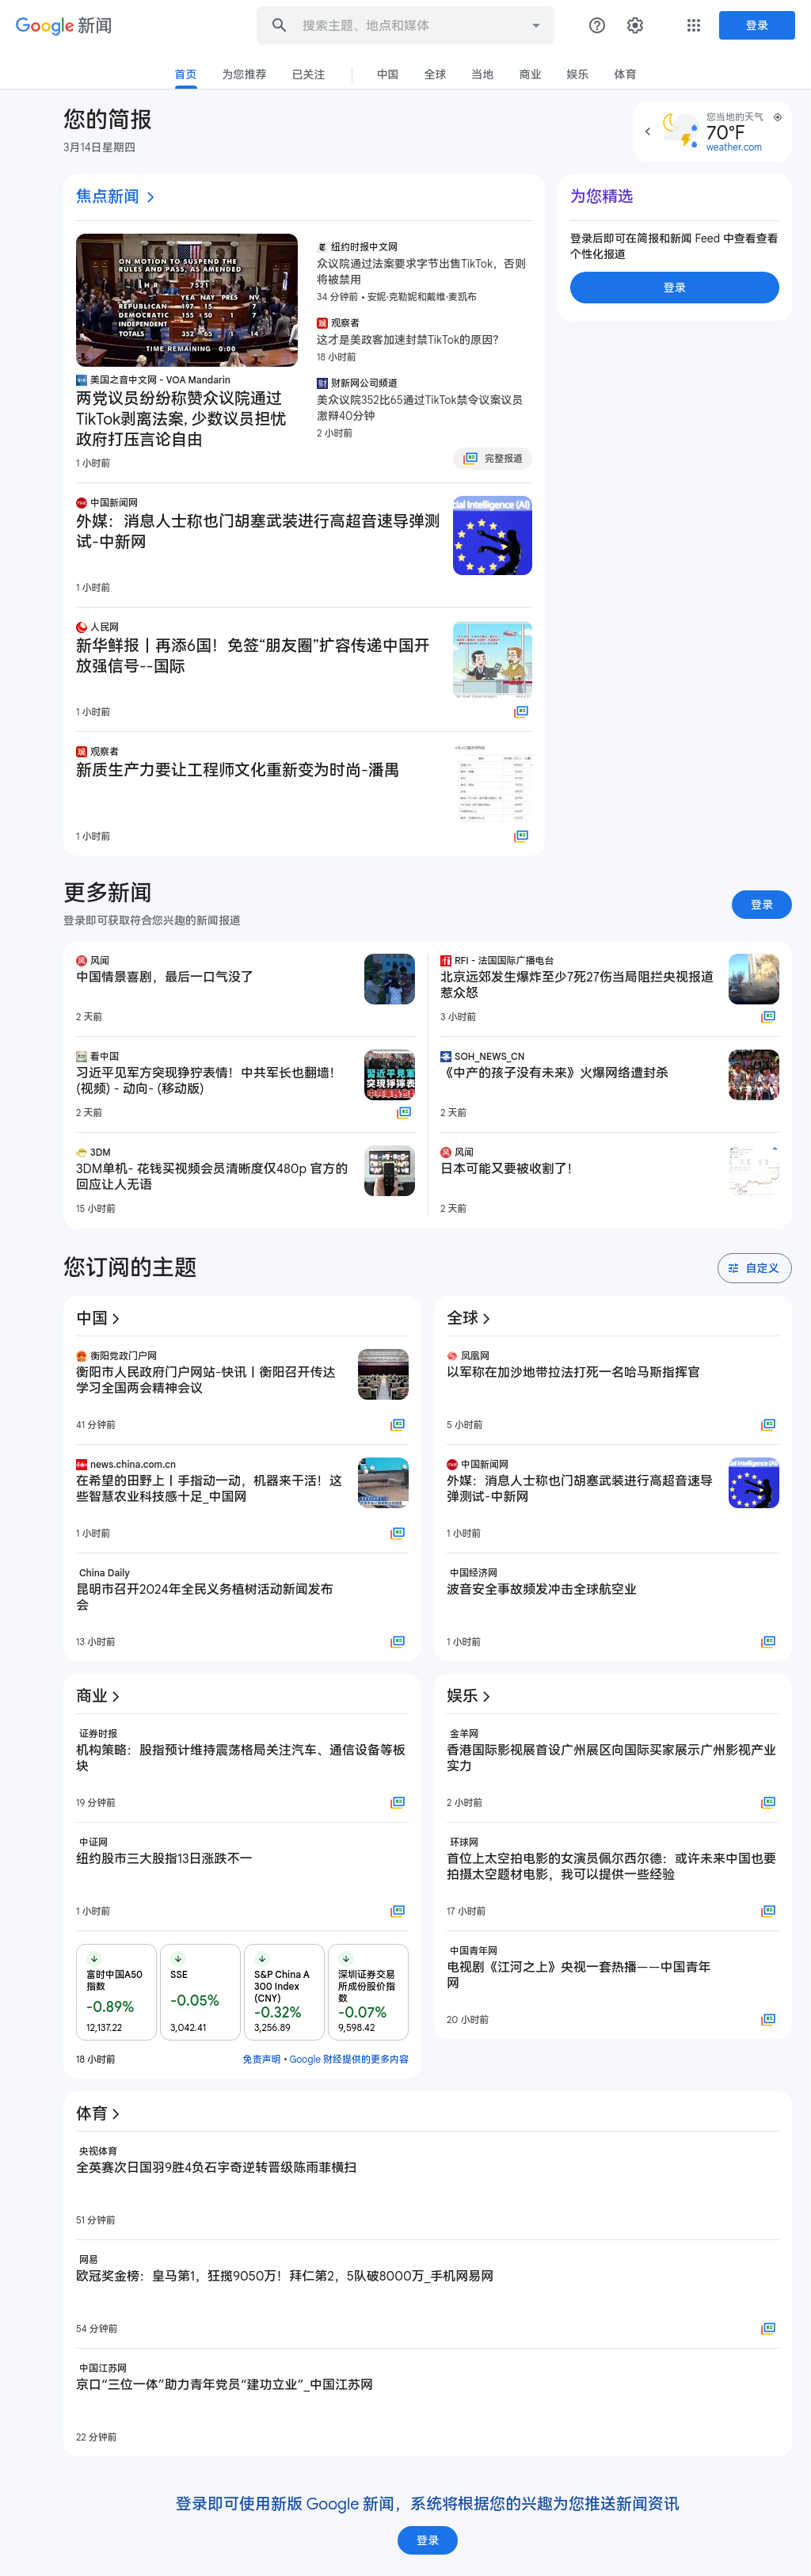 Google 新闻
搜索主题、地点和媒体
登录
首页
为您推荐
已关注
中国
全球
当地
商业
娱乐
体育
您的简报
3月14日星期四
您当地的天气
70°F
weather.com
焦点新闻
ON MOTION TO SUSPEND THE
RULES AND PASS, AS AMENDED
H R 7521
YEA NAY PRES NV
REPUBLICAN 197 15 7
DEMOCRATIC 155 50 1 7
INDEPENDENT
TOTALS 352 65 1 14
TIME REMAINING 0:00
美国之音中文网 - VOA Mandarin
两党议员纷纷称赞众议院通过
TikTok剥离法案, 少数议员担忧
政府打压言论自由
1 小时前
纽约时报中文网
众议院通过法案要求字节出售TikTok，否则
将被禁用
34 分钟前 • 安妮·克勒妮和戴维·麦凯布
观察者
这才是美政客加速封禁TikTok的原因？
18 小时前
财新网公司频道
美众议院352比65通过TikTok禁令议案议员
激辩40分钟
2 小时前
完整报道
中国新闻网
外媒：消息人士称也门胡塞武装进行高超音速导弹测
试-中新网
1 小时前
cial Intelligence (AI)
人民网
新华鲜报丨再添6国！免签“朋友圈”扩容传递中国开
放强信号--国际
1 小时前
观察者
新质生产力要让工程师文化重新变为时尚-潘禺
1 小时前
为您精选
登录后即可在简报和新闻 Feed 中查看查看
个性化报道
登录
更多新闻
登录即可获取符合您兴趣的新闻报道
登录
风闻
中国情景喜剧，最后一口气没了
2 天前
看中国
习近平见军方突现狰狞表情！中共军长也翻墙！
(视频) - 动向- (移动版)
2 天前
習近平見軍
突現猙獰表
中共軍長也
3DM
3DM单机- 花钱买视频会员清晰度仅480p 官方的
回应让人无语
15 小时前
RFI - 法国国际广播电台
北京远郊发生爆炸至少7死27伤当局阻拦央视报道
惹众怒
3 小时前
SOH_NEWS_CN
《中产的孩子没有未来》火爆网络遭封杀
2 天前
风闻
日本可能又要被收割了！
2 天前
您订阅的主题
自定义
中国
衡阳党政门户网
衡阳市人民政府门户网站-快讯丨衡阳召开传达
学习全国两会精神会议
41 分钟前
news.china.com.cn
在希望的田野上丨手指动一动，机器来干活！这
些智慧农业科技感十足_中国网
1 小时前
China Daily
昆明市召开2024年全民义务植树活动新闻发布
会
13 小时前
全球
凤凰网
以军称在加沙地带拉法打死一名哈马斯指挥官
5 小时前
中国新闻网
外媒：消息人士称也门胡塞武装进行高超音速导
弹测试-中新网
1 小时前
cial Intelligence (AI)
中国经济网
波音安全事故频发冲击全球航空业
1 小时前
商业
证券时报
机构策略：股指预计维持震荡格局关注汽车、通信设备等板
块
19 分钟前
中证网
纽约股市三大股指13日涨跌不一
1 小时前
富时中国A50
指数
-0.89%
12,137.22
SSE
-0.05%
3,042.41
S&P China A
300 Index
(CNY)
-0.32%
3,256.89
深圳证券交易
所成份股价指
数
-0.07%
9,598.42
18 小时前
免责声明 • Google 财经提供的更多内容
娱乐
金羊网
香港国际影视展首设广州展区向国际买家展示广州影视产业
实力
2 小时前
环球网
首位上太空拍电影的女演员佩尔西尔德：或许未来中国也要
拍摄太空题材电影，我可以提供一些经验
17 小时前
中国青年网
电视剧《江河之上》央视一套热播——中国青年
网
20 小时前
体育
央视体育
全英赛次日国羽9胜4负石宇奇逆转晋级陈雨菲横扫
51 分钟前
网易
欧冠奖金榜：皇马第1，狂揽9050万！拜仁第2，5队破8000万_手机网易网
54 分钟前
中国江苏网
京口“三位一体”助力青年党员“建功立业”_中国江苏网
22 分钟前
登录即可使用新版 Google 新闻，系统将根据您的兴趣为您推送新闻资讯
登录